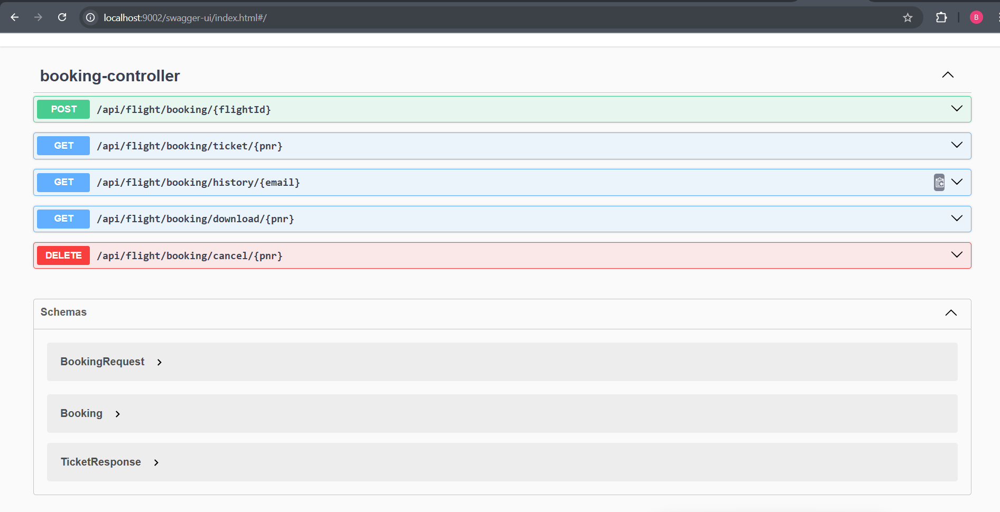 localhost:9002/swagger-ui/index.html#/
B
booking-controller
POST /api/flight/booking/{flightId}
GET /api/flight/booking/ticket/{pnr}
GET /api/flight/booking/history/{email}
GET /api/flight/booking/download/{pnr}
DELETE /api/flight/booking/cancel/{pnr}
Schemas
BookingRequest
Booking
TicketResponse